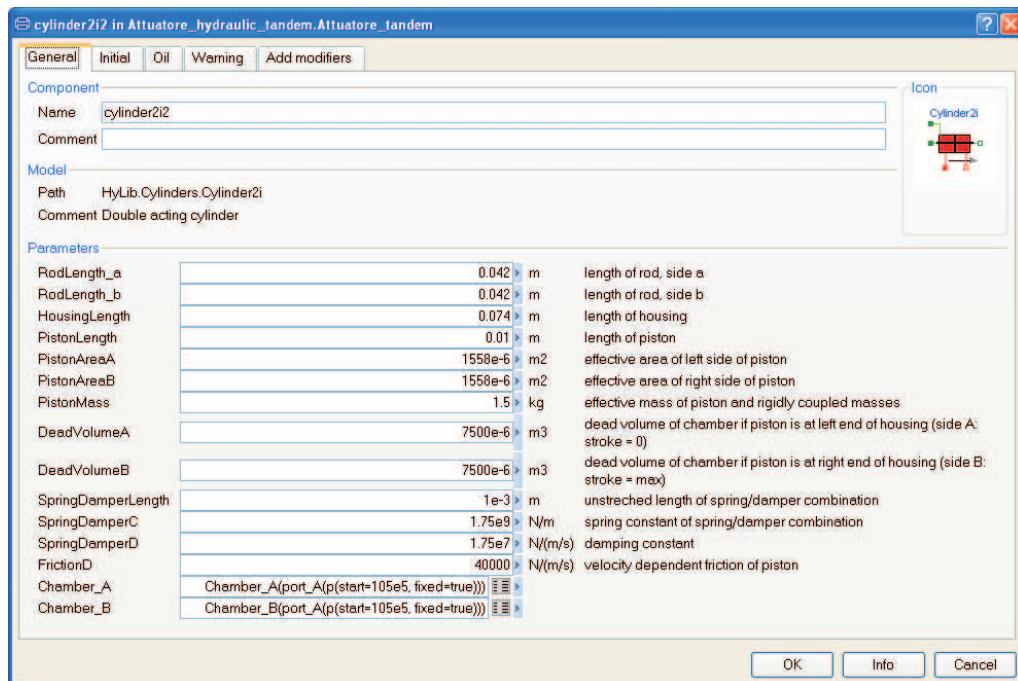 cylinder2i2 in Attuatore_hydraulic_tandem.Attuatore_tandem
General Initial Oil Warning Add modifiers
Component
Icon
Name cylinder2i2
Cylinder2i
Comment
Model
Path HyLib.Cylinders.Cylinder2i
Comment Double acting cylinder
Parameters
RodLength_a 0.042 m length of rod, side a
RodLength_b 0.042 m length of rod, side b
HousingLength 0.074 m length of housing
PistonLength 0.01 m length of piston
PistonAreaA 1558e-6 m2 effective area of left side of piston
PistonAreaB 1558e-6 m2 effective area of right side of piston
PistonMass 1.5 kg effective mass of piston and rigidly coupled masses
DeadVolumeA 7500e-6 m3 dead volume of chamber if piston is at left end of housing (side A:
stroke = 0)
DeadVolumeB 7500e-6 m3 dead volume of chamber if piston is at right end of housing (side B:
stroke = max)
SpringDamperLength 1e-3 m unstreched length of spring/damper combination
SpringDamperC 1.75e9 N/m spring constant of spring/damper combination
SpringDamperD 1.75e7 N/(m/s) damping constant
FrictionD 40000 N/(m/s) velocity dependent friction of piston
Chamber_A Chamber_A(port_A(p(start=105e5, fixed=true)))
Chamber_B Chamber_B(port_A(p(start=105e5, fixed=true)))
OK Info Cancel